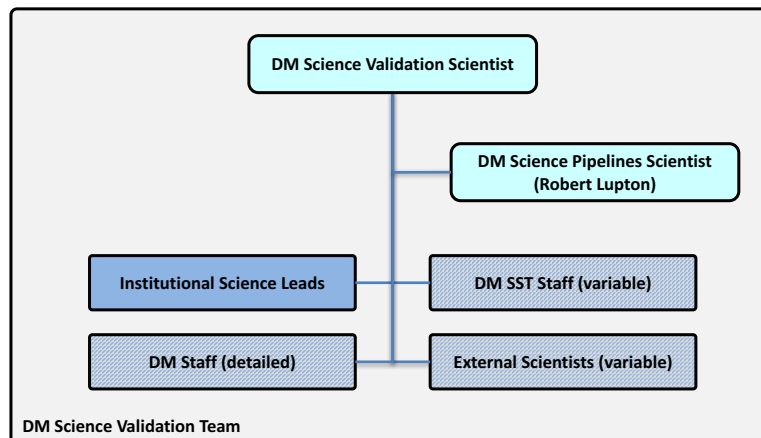 DM Science Validation Scientist
DM Science Pipelines Scientist
(Robert Lupton)
Institutional Science Leads
DM SST Staff (variable)
DM Staff (detailed)
External Scientists (variable)
DM Science Validation Team